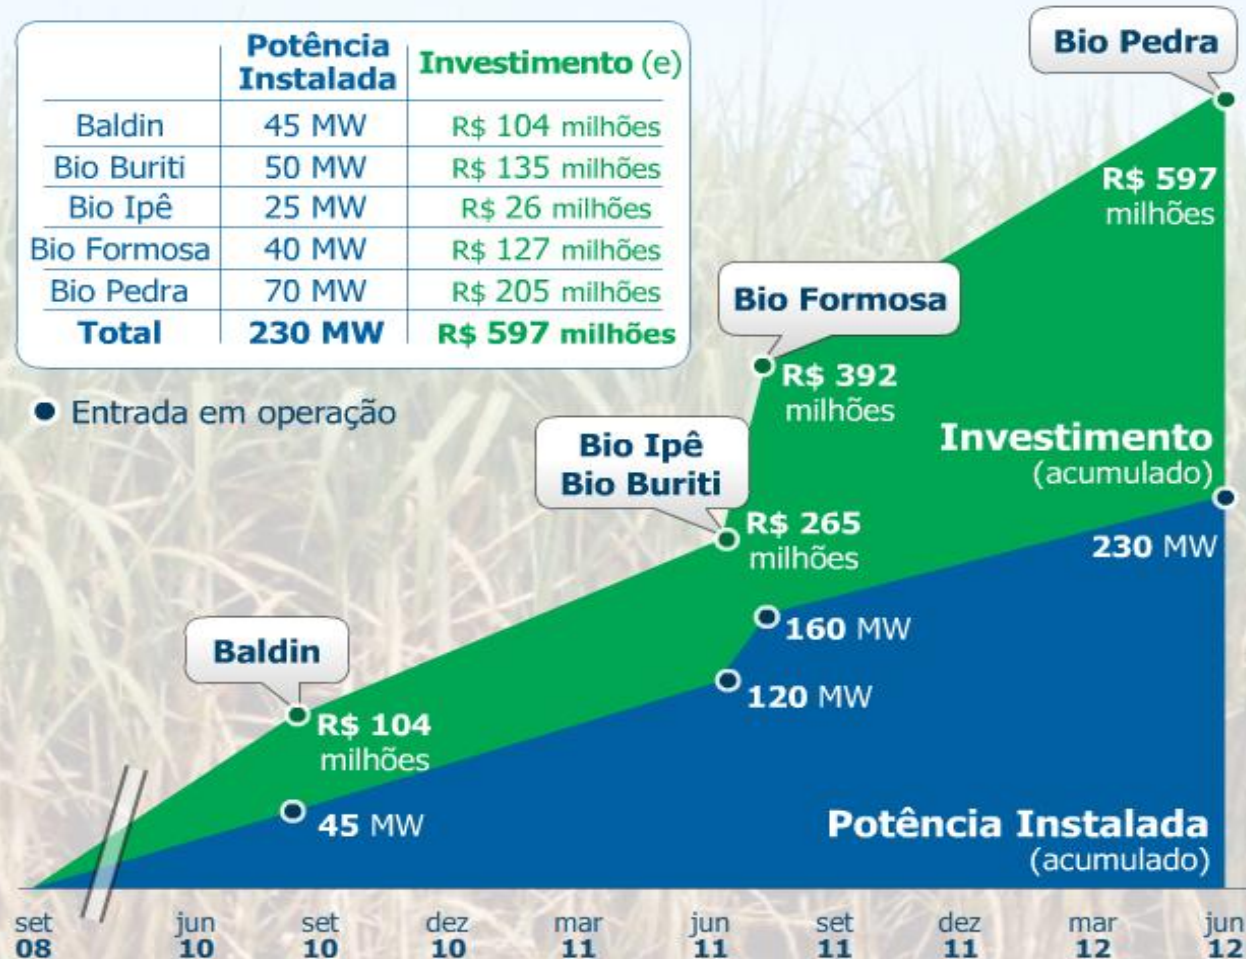 Potência Instalada Investimento (e)
Baldin 45 MW R$ 104 milhões
Bio Buriti 50 MW R$ 135 milhões
Bio Ipê 25 MW R$ 26 milhões
Bio Formosa 40 MW R$ 127 milhões
Bio Pedra 70 MW R$ 205 milhões
Total 230 MW R$ 597 milhões
Entrada em operação
Bio Pedra
R$ 597
milhões
Bio Formosa
R$ 392
milhões
Bio Ipê
Bio Buriti
R$ 265
milhões
Investimento
(acumulado)
230 MW
160 MW
120 MW
Baldin
R$ 104
milhões
45 MW
Potência Instalada
(acumulado)
set jun set dez mar jun set dez mar jun
08 10 10 10 11 11 11 11 12 12